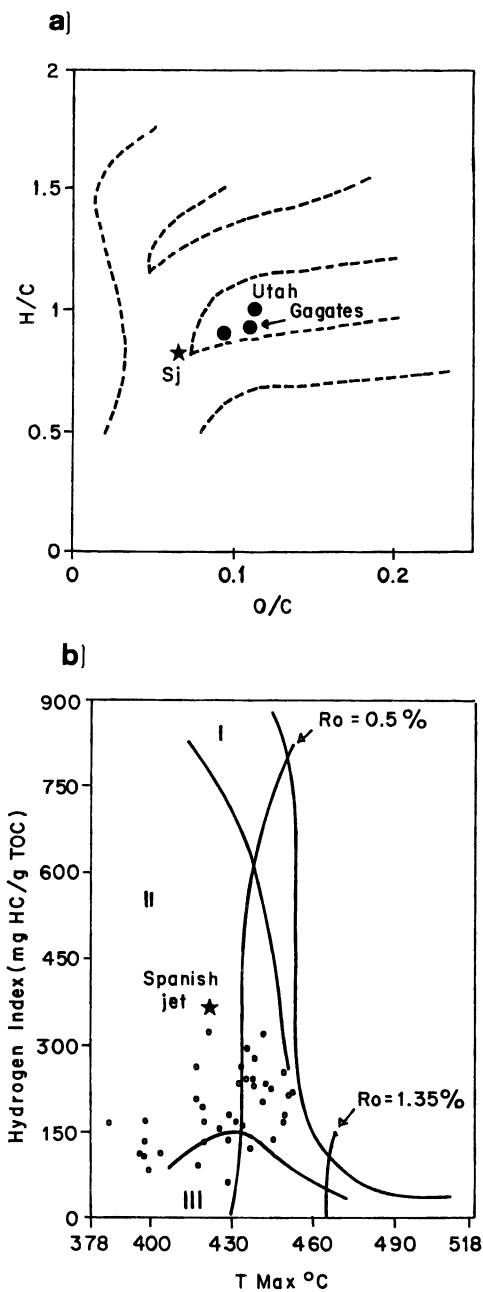 a)
2
1.5
1
0.5
0
H/C
Utah
Gagates
Sj
0
0.1
0.2
O/C
b)
900
750
600
450
300
150
0
Hydrogen Index (mg HC/g TOC)
I
Ro = 0.5 %
II
Spanish
jet
Ro = 1.35%
III
378 400 430 460 490 518
T Max °C